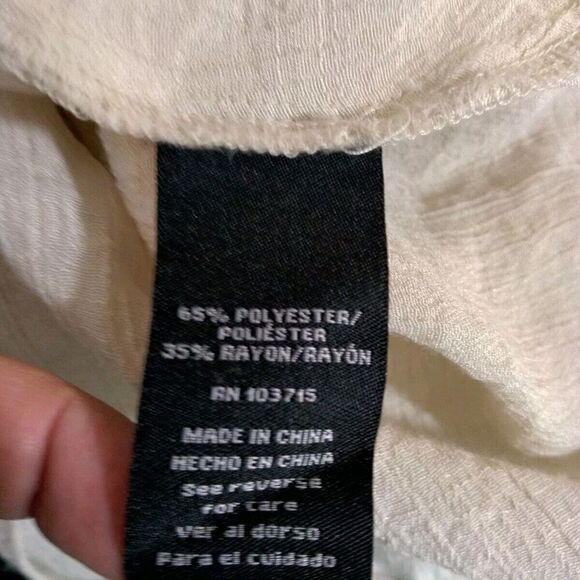 65% POLYESTER/
POLIÉSTER
35% RAYON/RAYÓN
RN 103715
MADE IN CHINA
HECHO EN CHINA
See reverse
for care
ver al dorso
Para el cuidado